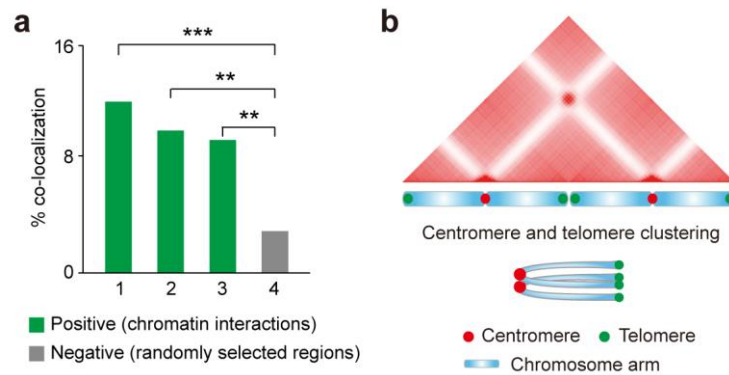 a
16
8
0
% co-localization
***
**
**
1 2 3 4
Positive (chromatin interactions)
Negative (randomly selected regions)
b
Centromere and telomere clustering
Centromere
Telomere
Chromosome arm